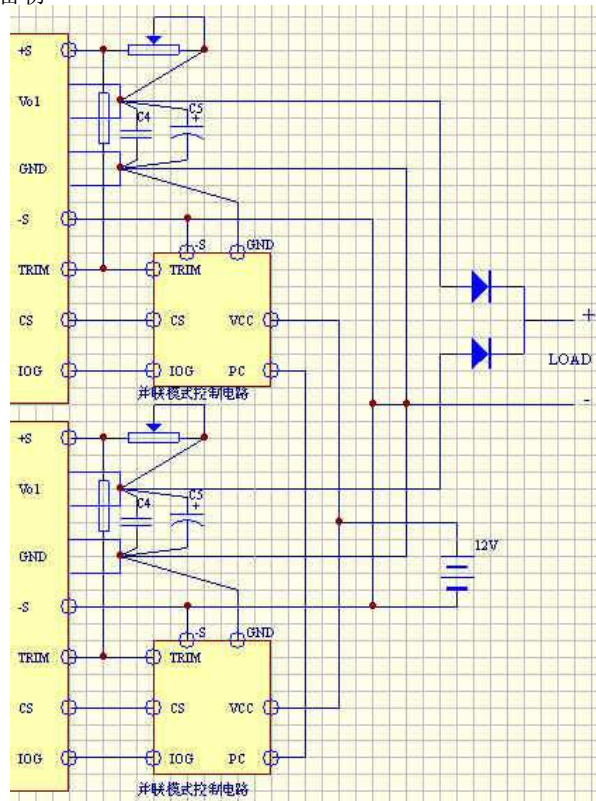 +S
Vo1
C4
C5
+
GND
-S
-S
GND
TRIM
TRIM
CS
CS
VCC
+
LOAD
IOG
IOG
PC
并联模式控制电路
-
+S
Vo1
C4
C5
+
12V
GND
-S
-S
GND
TRIM
TRIM
CS
CS
VCC
IOG
IOG
PC
并联模式控制电路